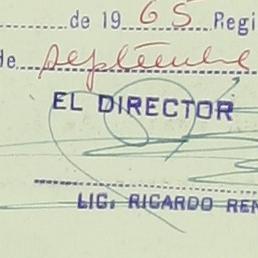 de 19 65 Regi
de septiembre
EL DIRECTOR
LIC. RICARDO REN